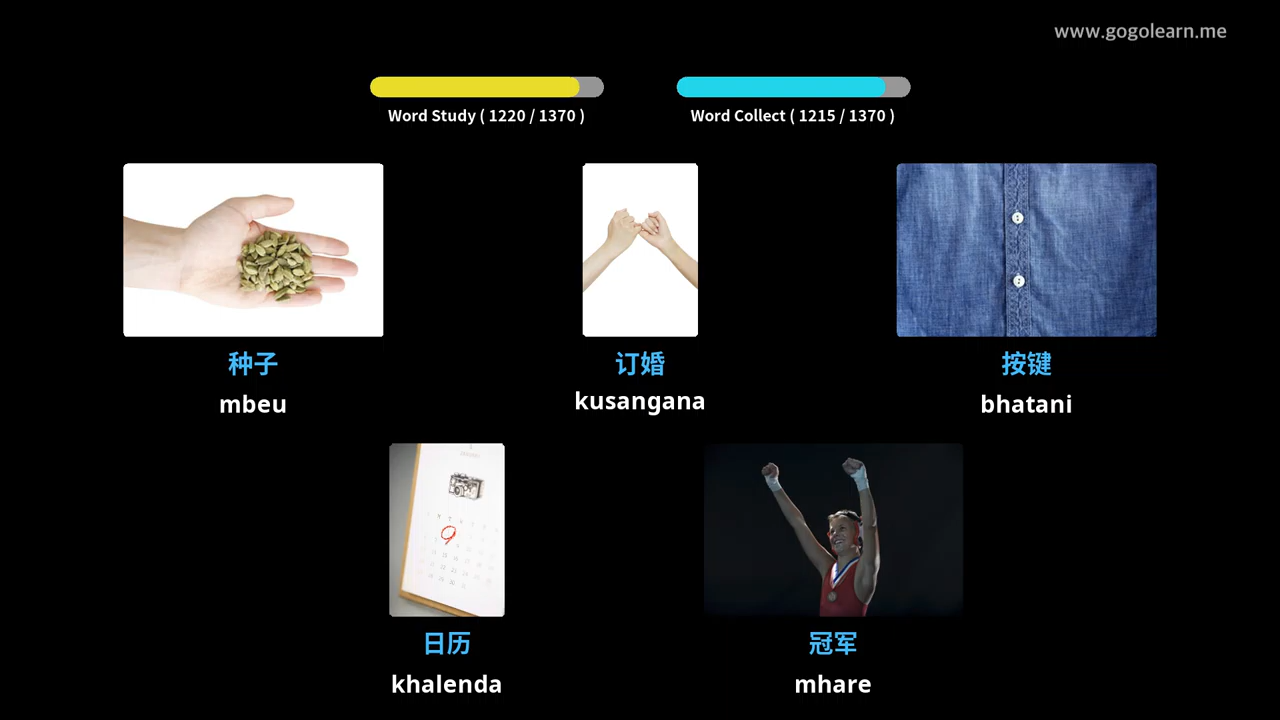 www.gogolearn.me
Word Study ( 1220 / 1370 )
Word Collect ( 1215 / 1370 )
种子
mbeu
订婚
kusangana
按键
bhatani
日历
khalenda
冠军
mhare